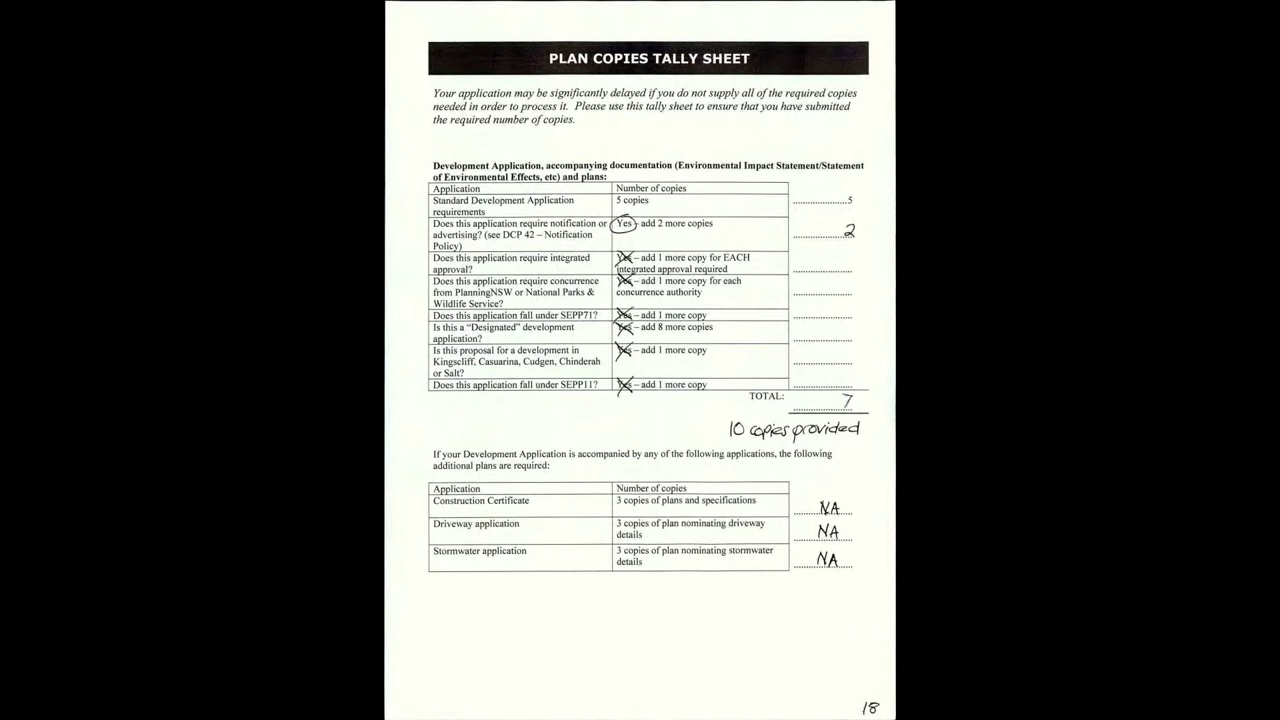 PLAN COPIES TALLY SHEET
Your application may be significantly delayed if you do not supply all of the required copies
needed in order to process it. Please use this tally sheet to ensure that you have submitted
the required number of copies.
Development Application, accompanying documentation (Environmental Impact Statement/Statement
of Environmental Effects, etc) and plans:
Application Number of copies
Standard Development Application 5 copies ......................5
requirements
Does this application require notification or Yes – add 2 more copies
advertising? (see DCP 42 – Notification ......................2
Policy)
Does this application require integrated Yes – add 1 more copy for EACH
approval? integrated approval required ......................
Does this application require concurrence Yes – add 1 more copy for each
from PlanningNSW or National Parks & concurrence authority ......................
Wildlife Service?
Does this application fall under SEPP71? Yes – add 1 more copy ......................
Is this a “Designated” development Yes – add 8 more copies
application? ......................
Is this proposal for a development in Yes – add 1 more copy
Kingscliff, Casuarina, Cudgen, Chinderah ......................
or Salt?
Does this application fall under SEPP11? Yes – add 1 more copy ......................
TOTAL: 7
10 copies provided
If your Development Application is accompanied by any of the following applications, the following
additional plans are required:
Application Number of copies
Construction Certificate 3 copies of plans and specifications NA
Driveway application 3 copies of plan nominating driveway NA
details
Stormwater application 3 copies of plan nominating stormwater NA
details
18